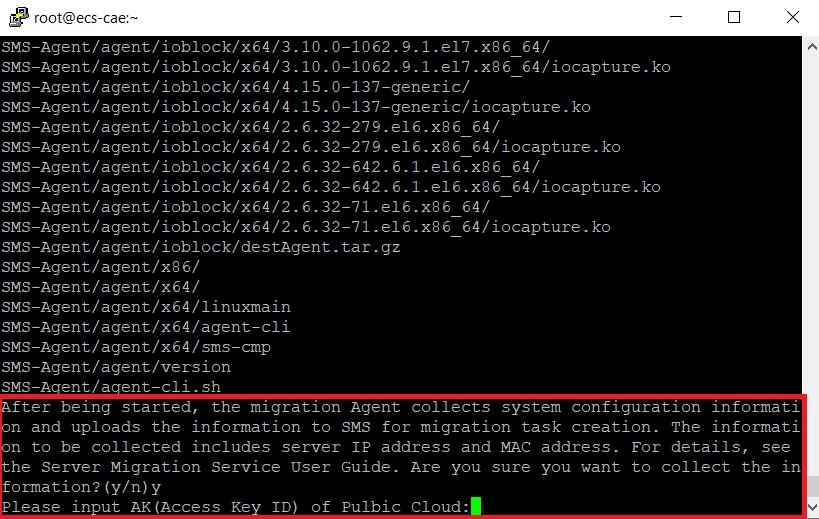 root@ecs-cae:~
SMS-Agent/agent/ioblock/x64/3.10.0-1062.9.1.el7.x86_64/
SMS-Agent/agent/ioblock/x64/3.10.0-1062.9.1.el7.x86_64/iocapture.ko
SMS-Agent/agent/ioblock/x64/4.15.0-137-generic/
SMS-Agent/agent/ioblock/x64/4.15.0-137-generic/iocapture.ko
SMS-Agent/agent/ioblock/x64/2.6.32-279.el6.x86_64/
SMS-Agent/agent/ioblock/x64/2.6.32-279.el6.x86_64/iocapture.ko
SMS-Agent/agent/ioblock/x64/2.6.32-642.6.1.el6.x86_64/
SMS-Agent/agent/ioblock/x64/2.6.32-642.6.1.el6.x86_64/iocapture.ko
SMS-Agent/agent/ioblock/x64/2.6.32-71.el6.x86_64/
SMS-Agent/agent/ioblock/x64/2.6.32-71.el6.x86_64/iocapture.ko
SMS-Agent/agent/ioblock/destAgent.tar.gz
SMS-Agent/agent/x86/
SMS-Agent/agent/x64/
SMS-Agent/agent/x64/linuxmain
SMS-Agent/agent/x64/agent-cli
SMS-Agent/agent/x64/sms-cmp
SMS-Agent/agent/version
SMS-Agent/agent-cli.sh
After being started, the migration Agent collects system configuration informati
on and uploads the information to SMS for migration task creation. The informati
on to be collected includes server IP address and MAC address. For details, see
the Server Migration Service User Guide. Are you sure you want to collect the in
formation?(y/n)y
Please input AK(Access Key ID) of Pulbic Cloud: